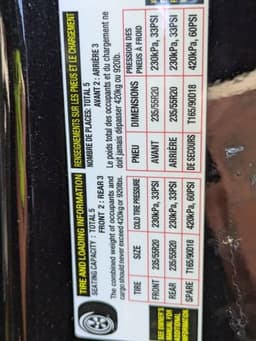 TIRE AND LOADING INFORMATION
SEATING CAPACITY : TOTAL 5
FRONT 2 : REAR 3
The combined weight of occupants and
cargo should never exceed 420kg or 920lbs.
TIRE SIZE COLD TIRE PRESSURE
FRONT 235/55R20 230kPa, 33PSI
REAR 235/55R20 230kPa, 33PSI
SPARE T165/90D18 420kPa, 60PSI
SEE OWNER'S
MANUAL FOR
ADDITIONAL
INFORMATION
RENSEIGNEMENTS SUR LES PNEUS ET LE CHARGEMENT
NOMBRE DE PLACES: TOTAL 5
AVANT 2 : ARRIÈRE 3
Le poids total des occupants et du chargement ne
doit jamais dépasser 420kg ou 920lb.
PNEU DIMENSIONS PRESSION DES
PNEUS À FROID
AVANT 235/55R20 230kPa, 33PSI
ARRIÈRE 235/55R20 230kPa, 33PSI
DE SECOURS T165/90D18 420kPa, 60PSI